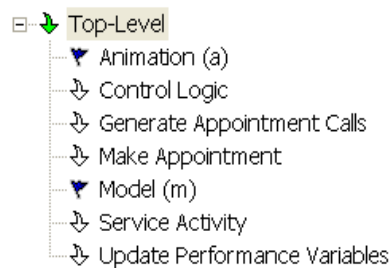 Top-Level
Animation (a)
Control Logic
Generate Appointment Calls
Make Appointment
Model (m)
Service Activity
Update Performance Variables